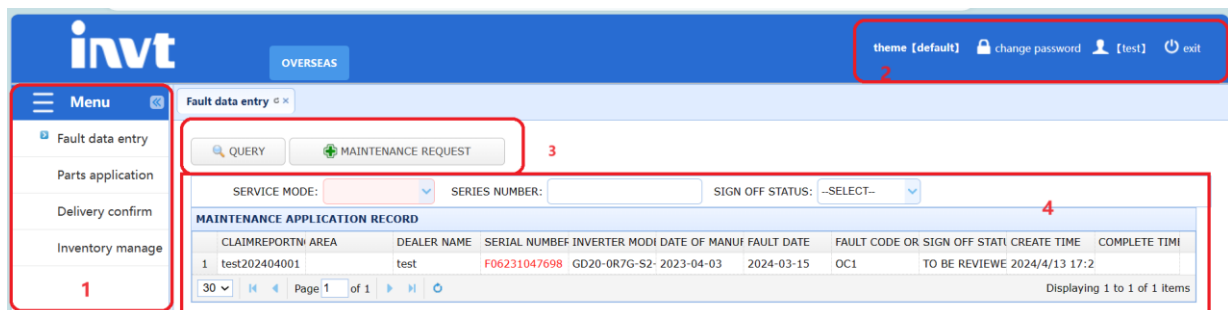 invt
OVERSEAS
theme [default] change password 【test】 exit
2
Menu
Fault data entry
Parts application
Delivery confirm
Inventory manage
1
Fault data entry
QUERY MAINTENANCE REQUEST
3
SERVICE MODE: SERIES NUMBER: SIGN OFF STATUS: --SELECT--
4
MAINTENANCE APPLICATION RECORD
CLAIMREPORTN AREA DEALER NAME SERIAL NUMBER INVERTER MODE DATE OF MANUF FAULT DATE FAULT CODE OR SIGN OFF STATU CREATE TIME COMPLETE TIME
1 test202404001 test F06231047698 GD20-0R7G-S2- 2023-04-03 2024-03-15 OC1 TO BE REVIEWE 2024/4/13 17:2
30 Page 1 of 1 Displaying 1 to 1 of 1 items